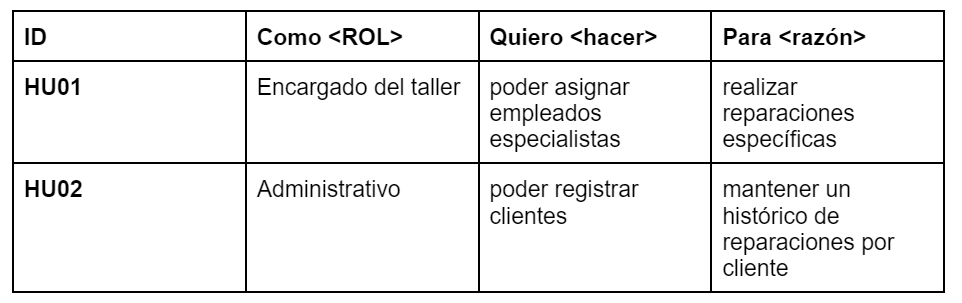 ID
Como <ROL>
Quiero <hacer>
Para <razón>
HU01
Encargado del taller
poder asignar
empleados
especialistas
realizar
reparaciones
específicas
HU02
Administrativo
poder registrar
clientes
mantener un
histórico de
reparaciones por
cliente